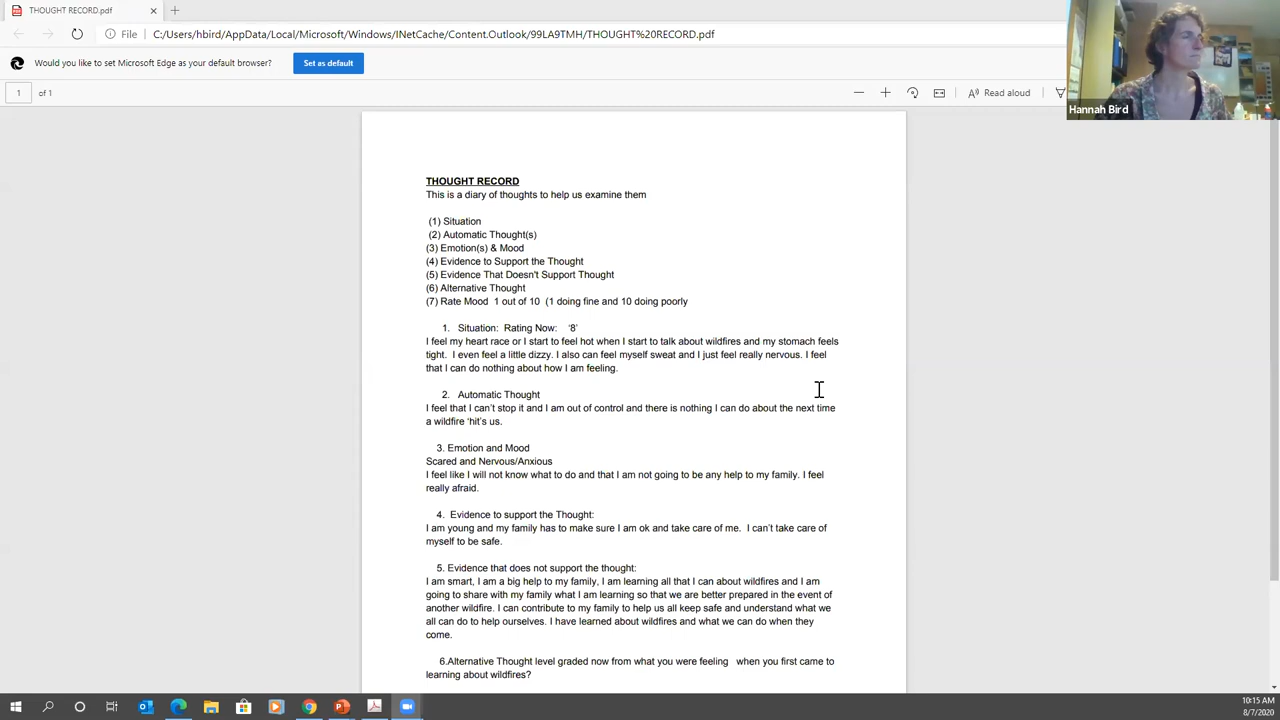 THOUGHT RECORD.pdf
File
C:/Users/hbird/AppData/Local/Microsoft/Windows/INetCache/Content.Outlook/99LA9TMH/THOUGHT%20RECORD.pdf
Would you like to set Microsoft Edge as your default browser?
Set as default
1 of 1
Read aloud
Hannah Bird
THOUGHT RECORD
This is a diary of thoughts to help us examine them
(1) Situation
(2) Automatic Thought(s)
(3) Emotion(s) & Mood
(4) Evidence to Support the Thought
(5) Evidence That Doesn't Support Thought
(6) Alternative Thought
(7) Rate Mood 1 out of 10 (1 doing fine and 10 doing poorly
1. Situation: Rating Now: ‘8’
I feel my heart race or I start to feel hot when I start to talk about wildfires and my stomach feels
tight. I even feel a little dizzy. I also can feel myself sweat and I just feel really nervous. I feel
that I can do nothing about how I am feeling.
2. Automatic Thought
I feel that I can’t stop it and I am out of control and there is nothing I can do about the next time
a wildfire ‘hit’s us.
3. Emotion and Mood
Scared and Nervous/Anxious
I feel like I will not know what to do and that I am not going to be any help to my family. I feel
really afraid.
4. Evidence to support the Thought:
I am young and my family has to make sure I am ok and take care of me. I can’t take care of
myself to be safe.
5. Evidence that does not support the thought:
I am smart, I am a big help to my family, I am learning all that I can about wildfires and I am
going to share with my family what I am learning so that we are better prepared in the event of
another wildfire. I can contribute to my family to help us all keep safe and understand what we
all can do to help ourselves. I have learned about wildfires and what we can do when they
come.
6.Alternative Thought level graded now from what you were feeling when you first came to
learning about wildfires?
10:15 AM
8/7/2020